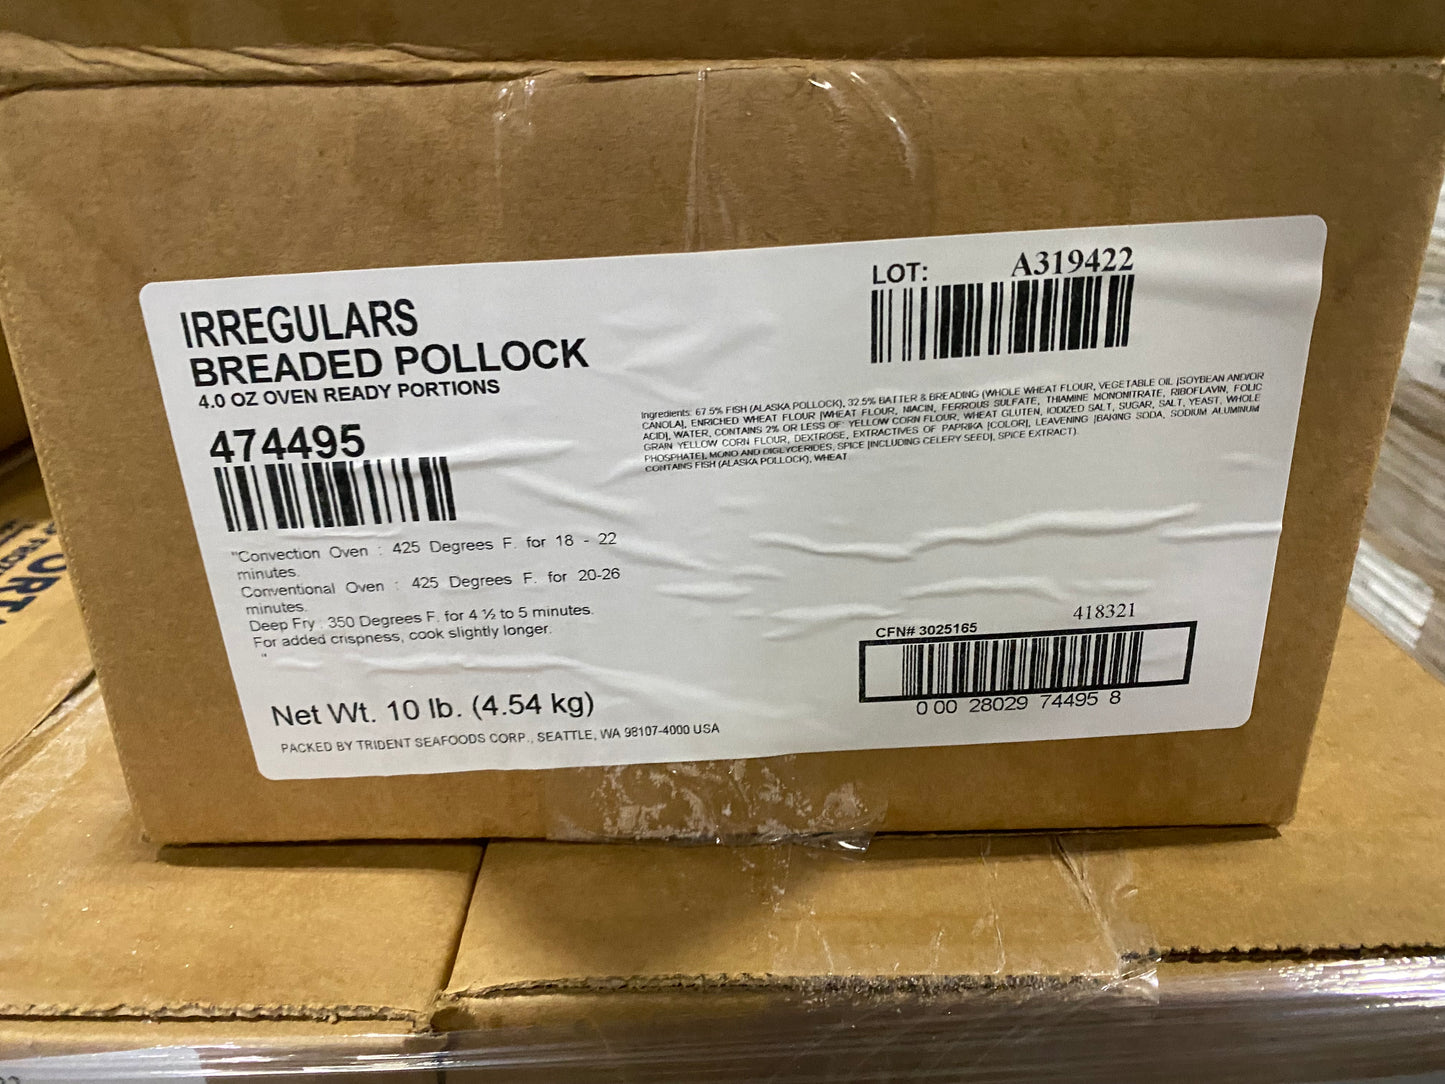 IRREGULARS
BREADED POLLOCK
4.0 OZ OVEN READY PORTIONS
474495
"Convection Oven : 425 Degrees F. for 18 - 22
minutes.
Conventional Oven : 425 Degrees F. for 20-26
minutes.
Deep Fry : 350 Degrees F. for 4 ½ to 5 minutes.
For added crispness, cook slightly longer.
"
Net Wt. 10 lb. (4.54 kg)
PACKED BY TRIDENT SEAFOODS CORP., SEATTLE, WA 98107-4000 USA
LOT: A319422
Ingredients: 67.5% FISH (ALASKA POLLOCK), 32.5% BATTER & BREADING (WHOLE WHEAT FLOUR, VEGETABLE OIL [SOYBEAN AND/OR
CANOLA], ENRICHED WHEAT FLOUR [WHEAT FLOUR, NIACIN, FERROUS SULFATE, THIAMINE MONONITRATE, RIBOFLAVIN, FOLIC
ACID], WATER, CONTAINS 2% OR LESS OF: YELLOW CORN FLOUR, WHEAT GLUTEN, IODIZED SALT, SUGAR, SALT, YEAST, WHOLE
GRAIN YELLOW CORN FLOUR, DEXTROSE, EXTRACTIVES OF PAPRIKA [COLOR], LEAVENING [BAKING SODA, SODIUM ALUMINUM
PHOSPHATE], MONO AND DIGLYCERIDES, SPICE [INCLUDING CELERY SEED], SPICE EXTRACT).
CONTAINS FISH (ALASKA POLLOCK), WHEAT.
418321
CFN# 3025165
0 00 28029 74495 8